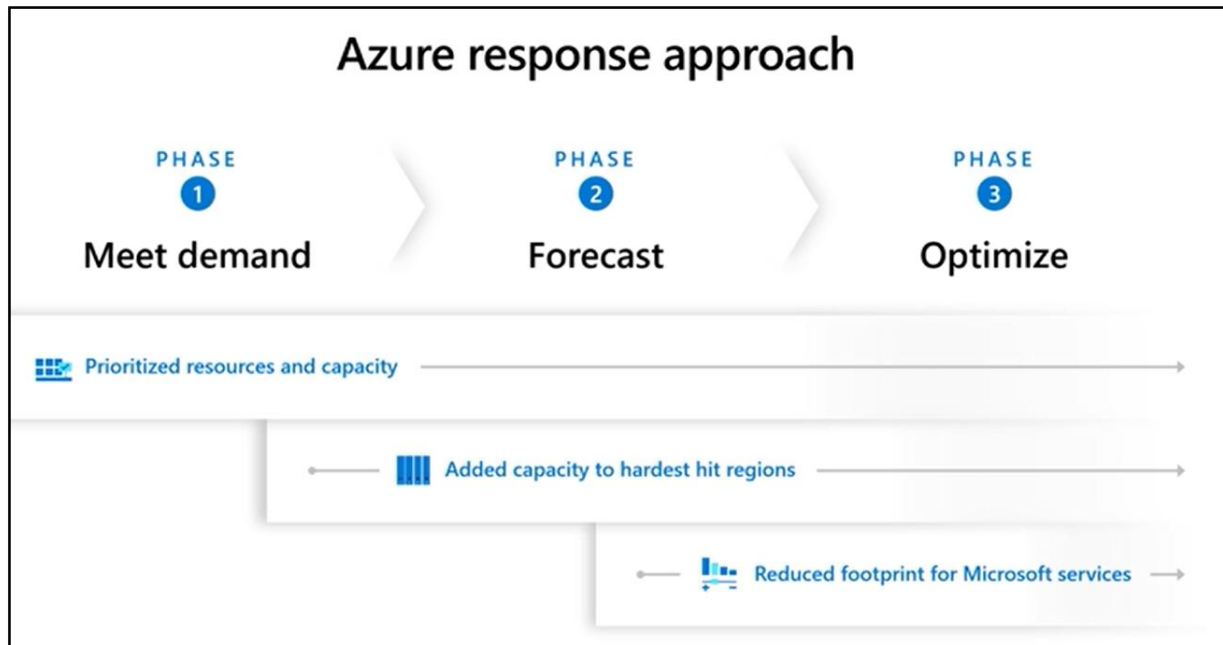 Azure response approach
PHASE
1
Meet demand
PHASE
2
Forecast
PHASE
3
Optimize
Prioritized resources and capacity
Added capacity to hardest hit regions
Reduced footprint for Microsoft services